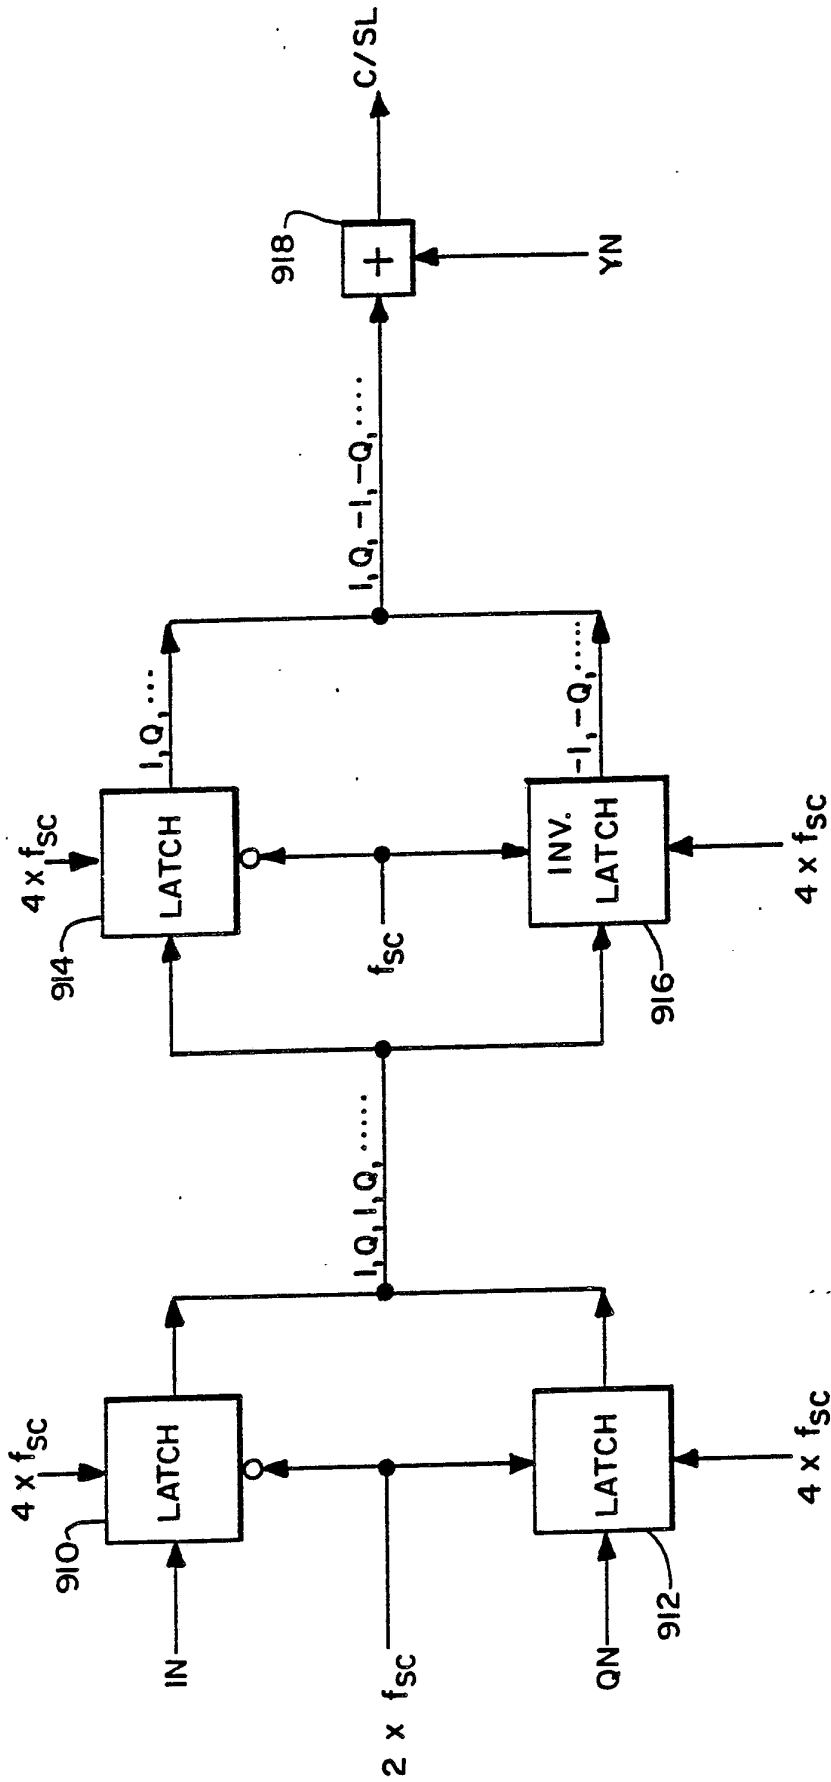 IN
910
4 x fsc
LATCH
2 x fsc
QN
912
LATCH
4 x fsc
I,Q,I,Q,.....
914
4 x fsc
LATCH
fsc
916
INV.
LATCH
4 x fsc
I,Q,...
-I,-Q,.....
I,Q,-I,-Q,.....
918
+
YN
C/SL